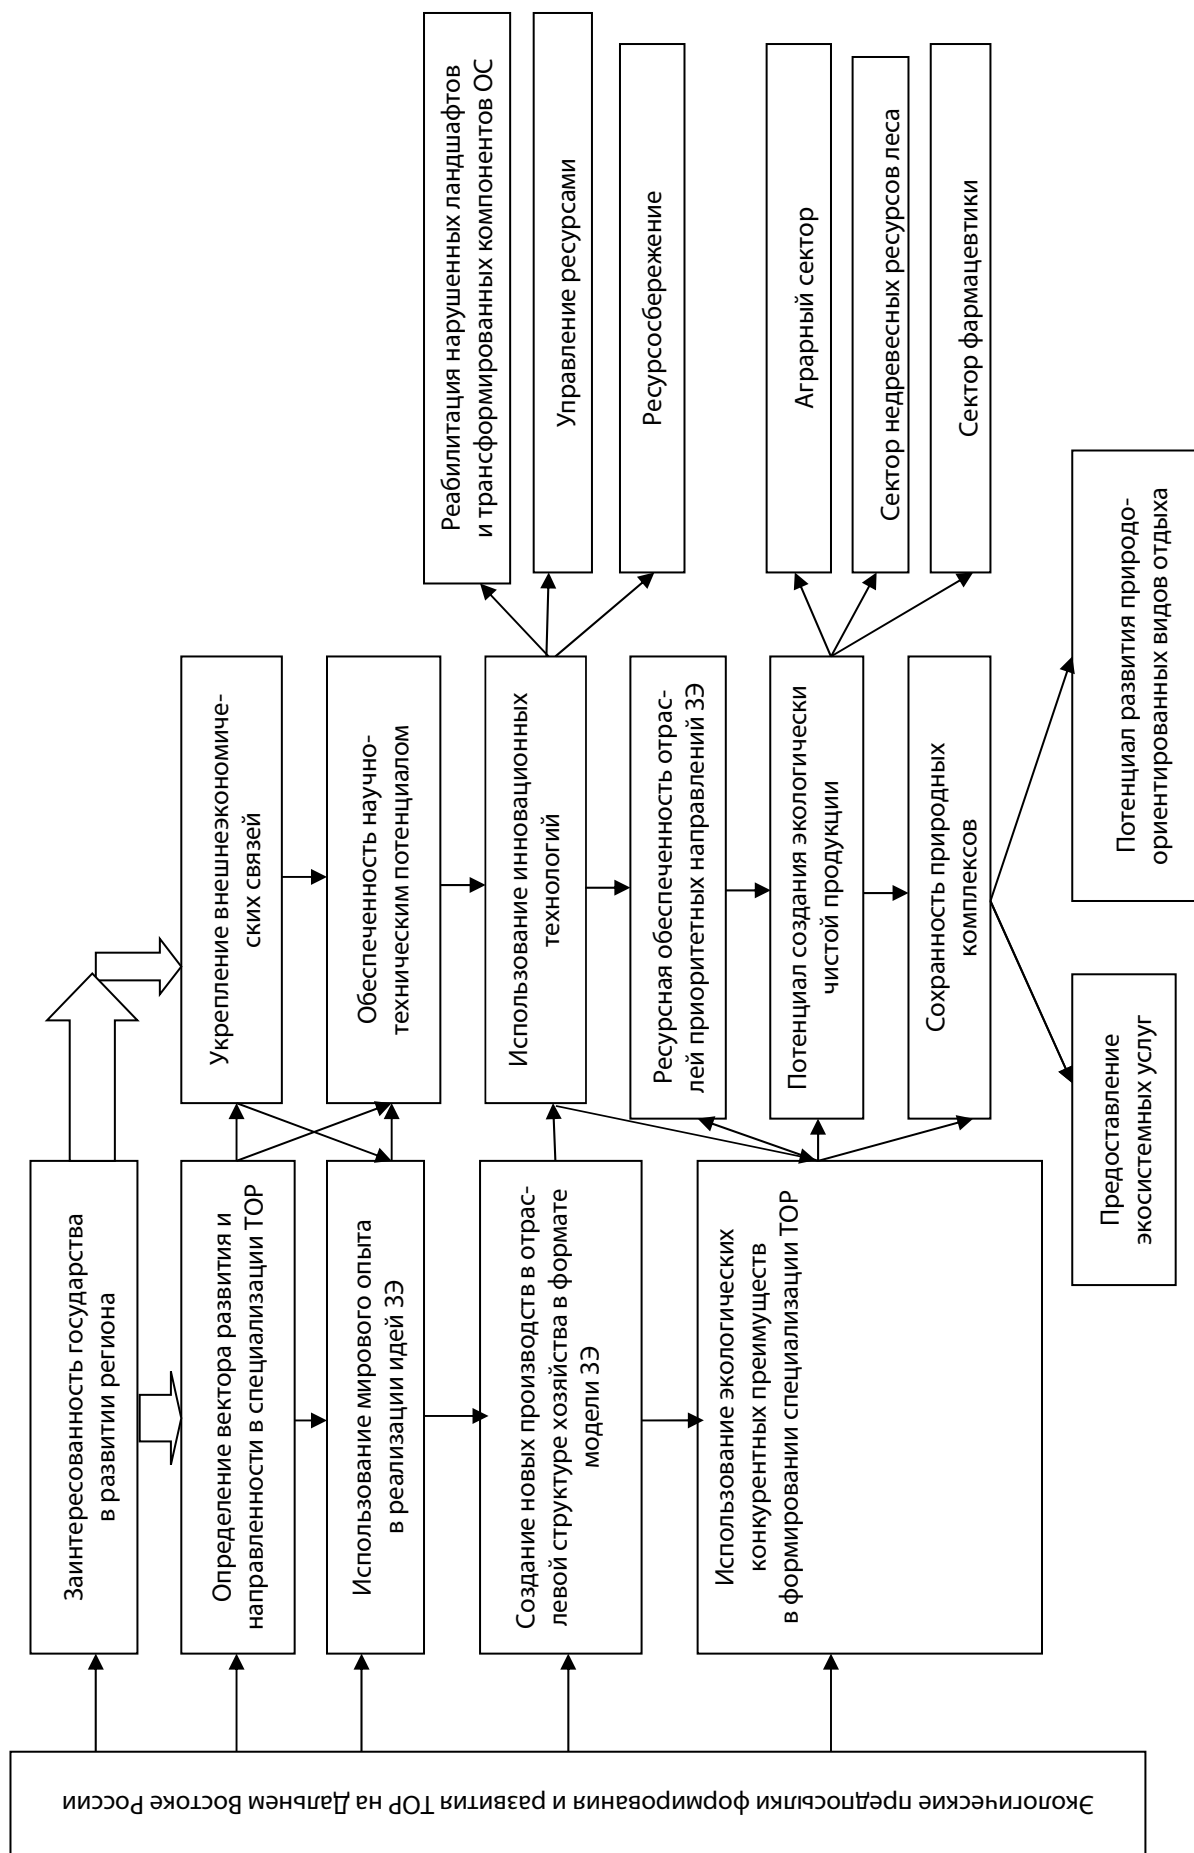 Экологические предпосылки формирования и развития ТОР на Дальнем Востоке России
Заинтересованность государства
в развитии региона
Определение вектора развития и
направленности в специализации ТОР
Использование мирового опыта
в реализации идей ЗЭ
Создание новых производств в отрас-
левой структуре хозяйства в формате
модели ЗЭ
Использование экологических
конкурентных преимуществ
в формировании специализации ТОР
Укрепление внешнеэкономиче-
ских связей
Обеспеченность научно-
техническим потенциалом
Использование инновационных
технологий
Ресурсная обеспеченность отрас-
лей приоритетных направлений ЗЭ
Потенциал создания экологически
чистой продукции
Сохранность природных
комплексов
Реабилитация нарушенных ландшафтов
и трансформированных компонентов ОС
Управление ресурсами
Ресурсосбережение
Аграрный сектор
Сектор недревесных ресурсов леса
Сектор фармацевтики
Предоставление
экосистемных услуг
Потенциал развития природо-
ориентированных видов отдыха